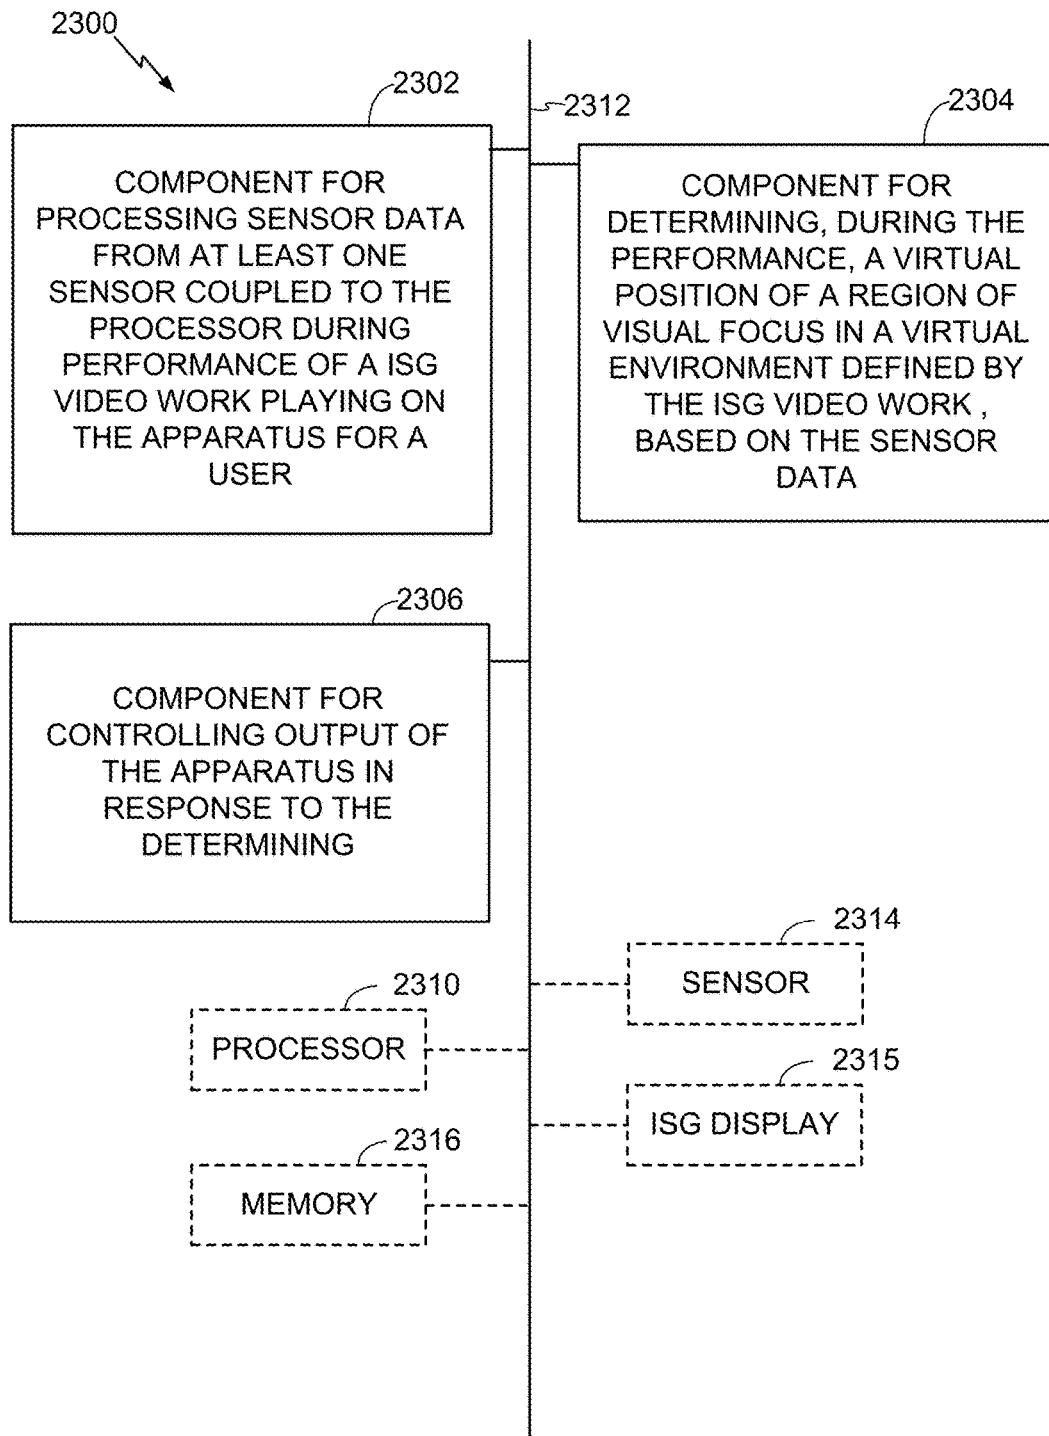 2300
2302
2312
2304
COMPONENT FOR
PROCESSING SENSOR DATA
FROM AT LEAST ONE
SENSOR COUPLED TO THE
PROCESSOR DURING
PERFORMANCE OF A ISG
VIDEO WORK PLAYING ON
THE APPARATUS FOR A
USER
COMPONENT FOR
DETERMINING, DURING THE
PERFORMANCE, A VIRTUAL
POSITION OF A REGION OF
VISUAL FOCUS IN A VIRTUAL
ENVIRONMENT DEFINED BY
THE ISG VIDEO WORK ,
BASED ON THE SENSOR
DATA
2306
COMPONENT FOR
CONTROLLING OUTPUT OF
THE APPARATUS IN
RESPONSE TO THE
DETERMINING
2314
SENSOR
2310
PROCESSOR
2315
ISG DISPLAY
2316
MEMORY